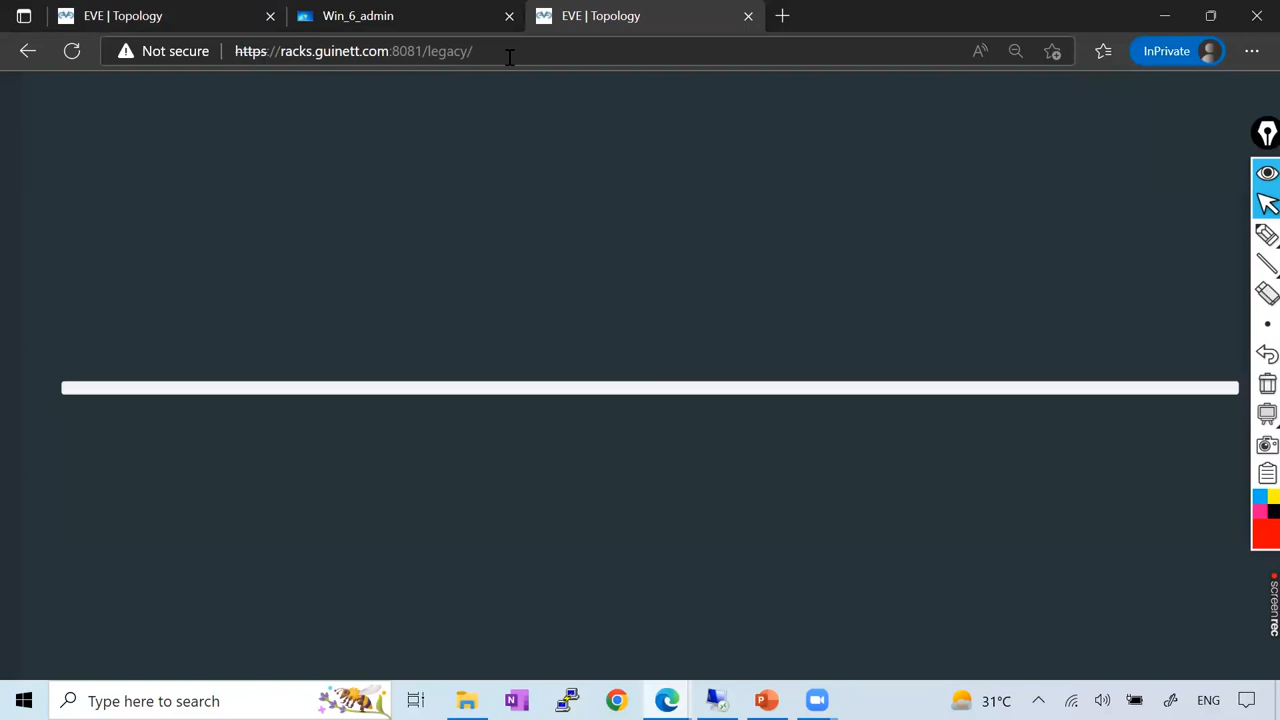 EVE | Topology
Win_6_admin
EVE | Topology
Not secure
https://racks.guinett.com:8081/legacy/
InPrivate
screenrec
Type here to search
31°C
ENG